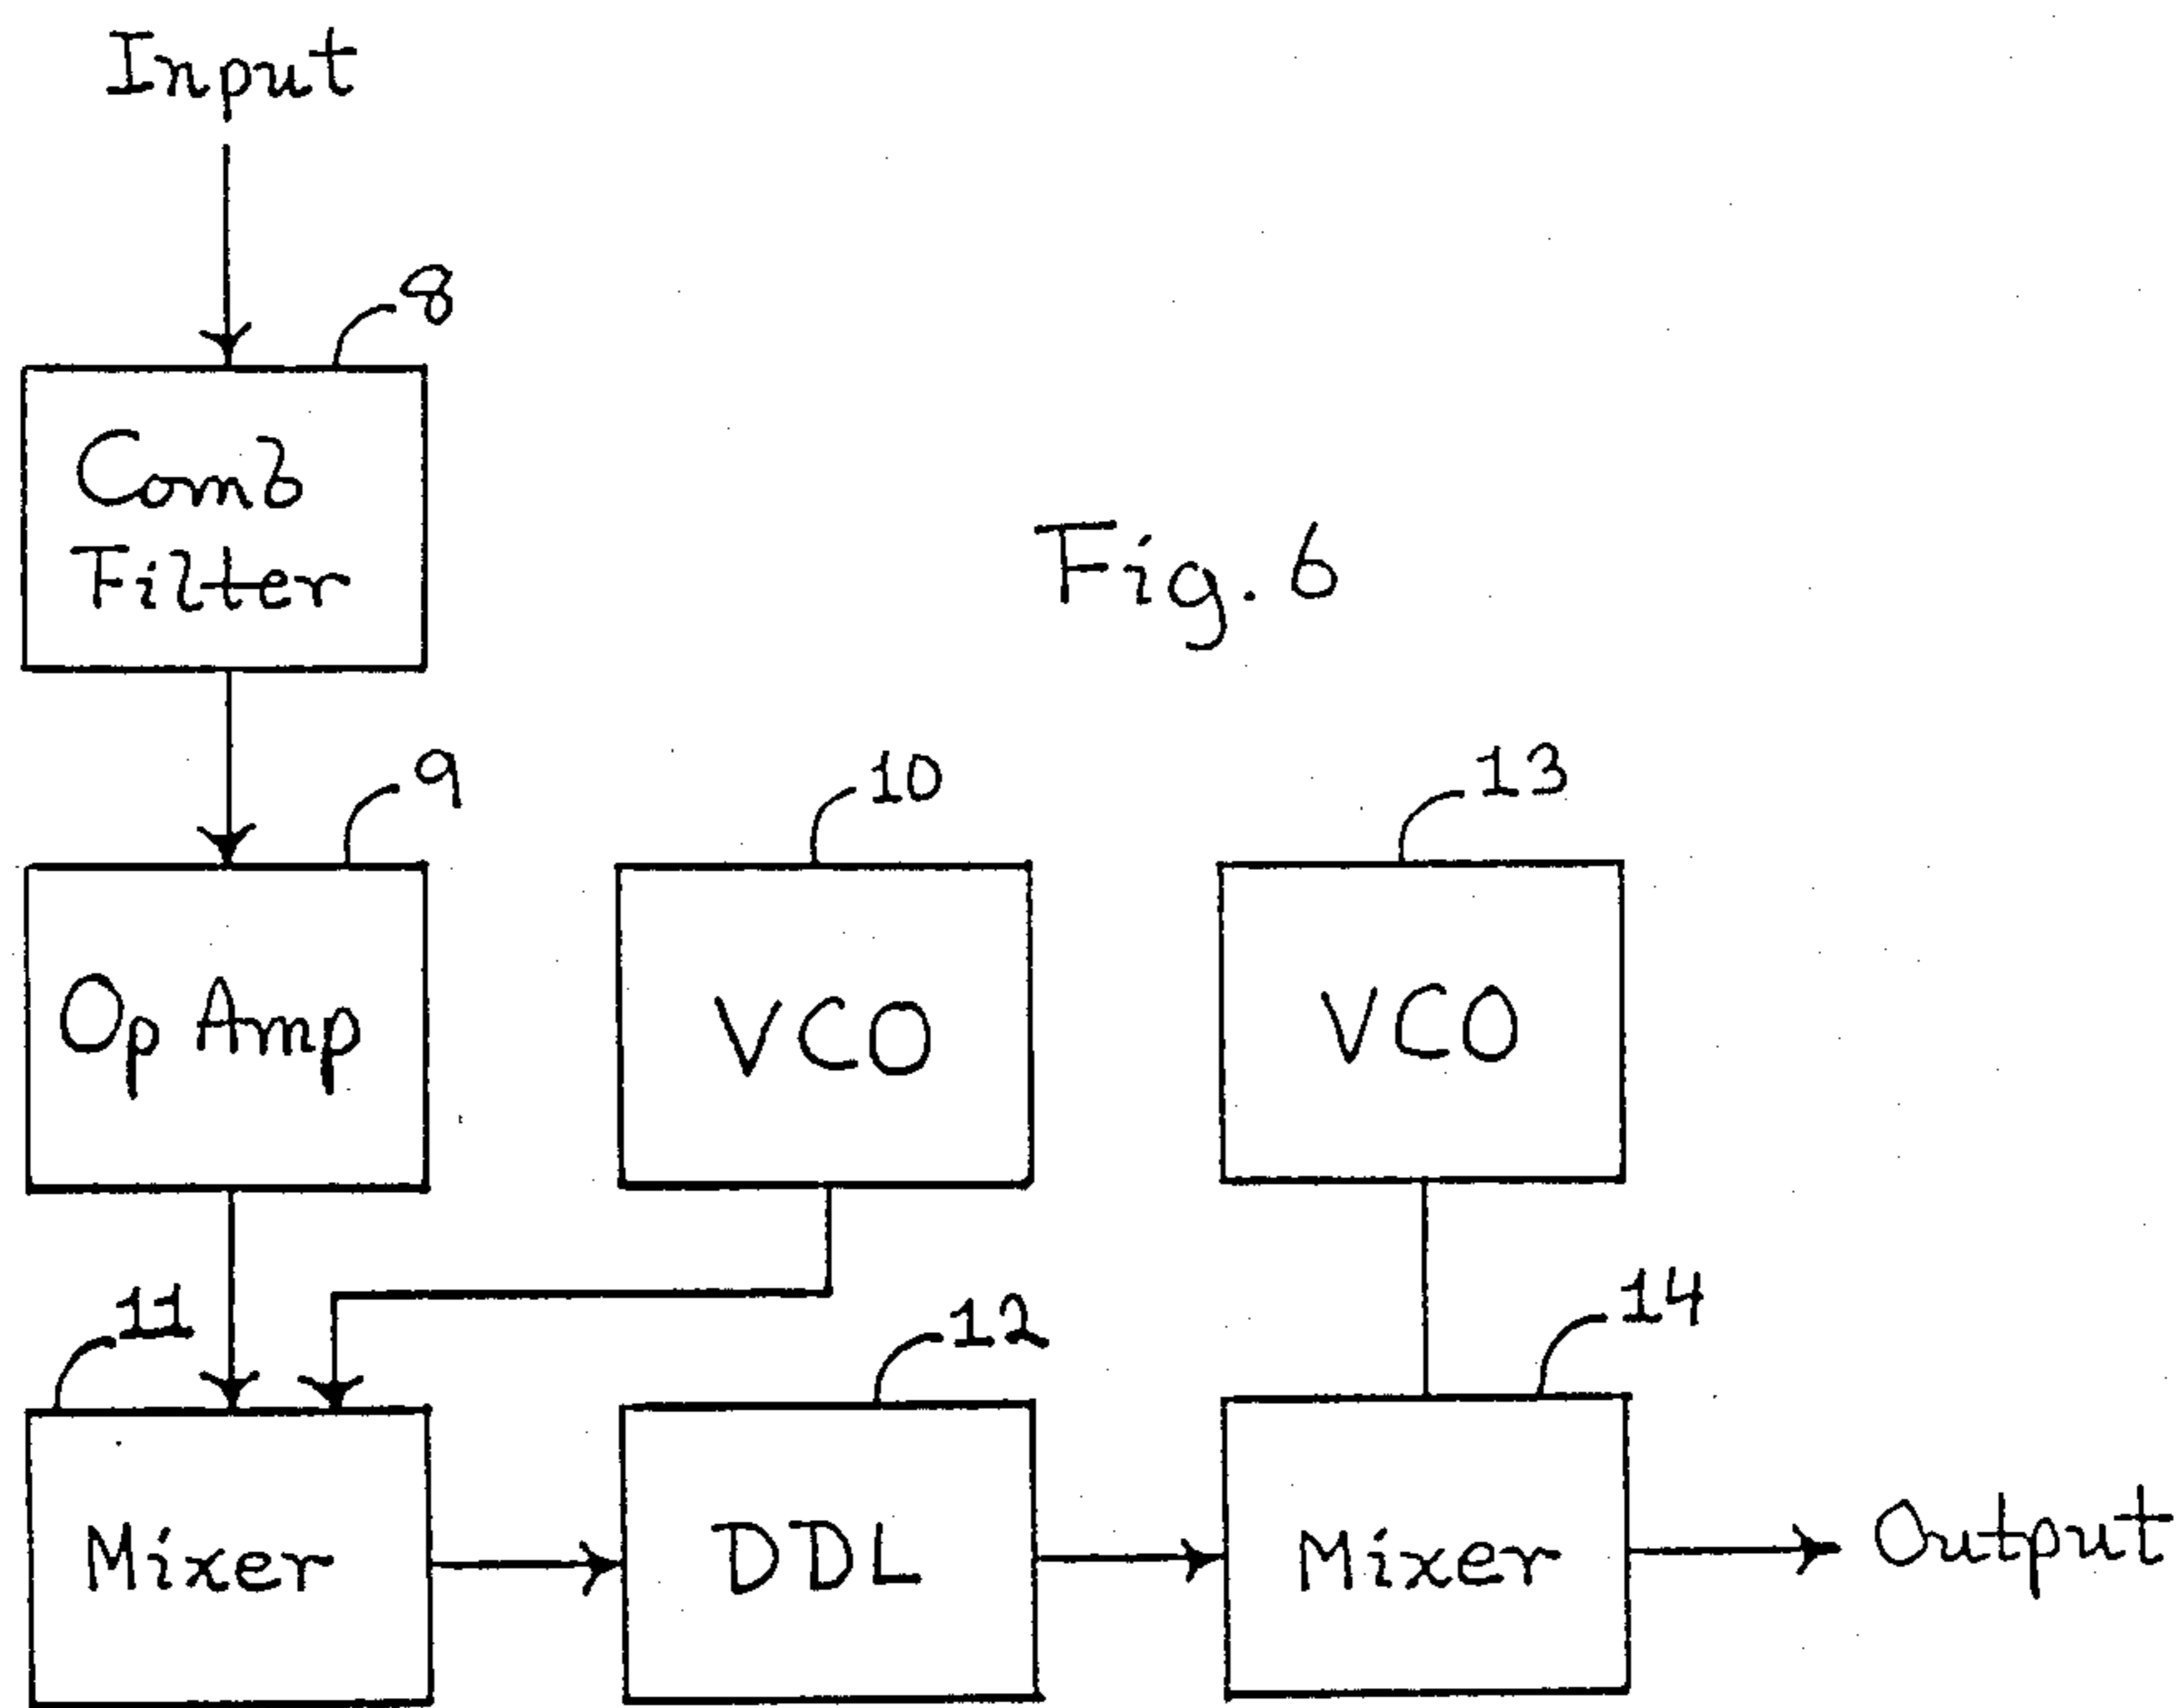 Input
8
Comb
Filter
Fig. 6
9
10
13
Op Amp
VCO
VCO
11
12
14
Mixer
DDL
Mixer
Output